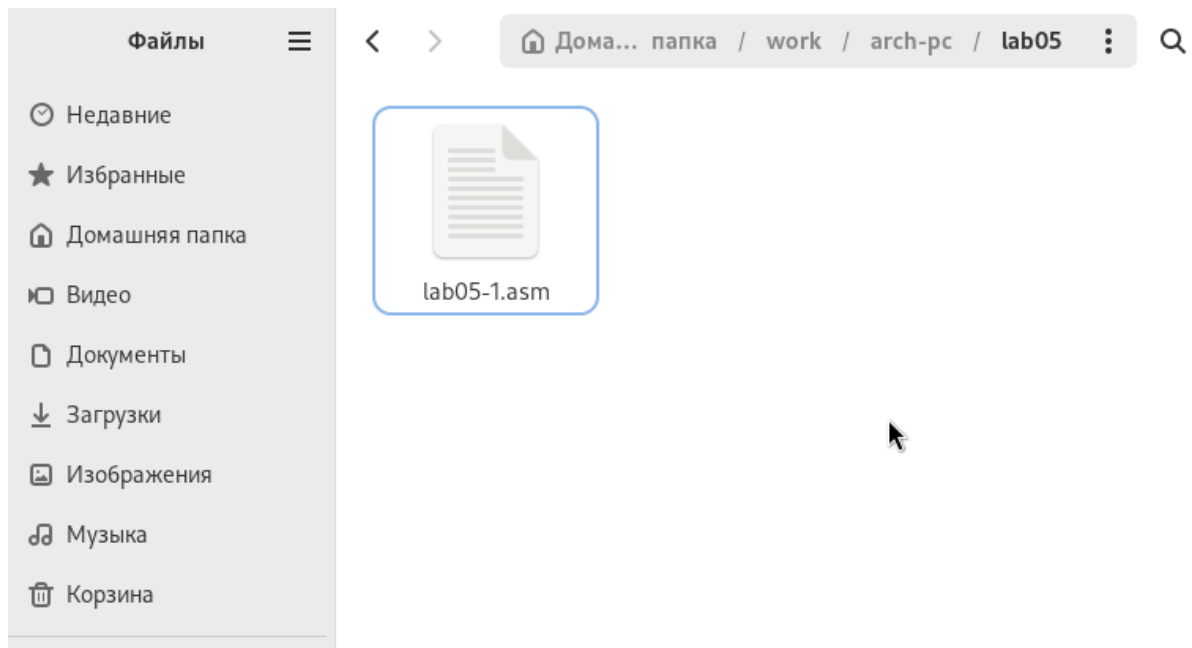 Файлы
Дома... папка / work / arch-pc / lab05
Недавние
Избранные
Домашняя папка
Видео
Документы
Загрузки
Изображения
Музыка
Корзина
lab05-1.asm